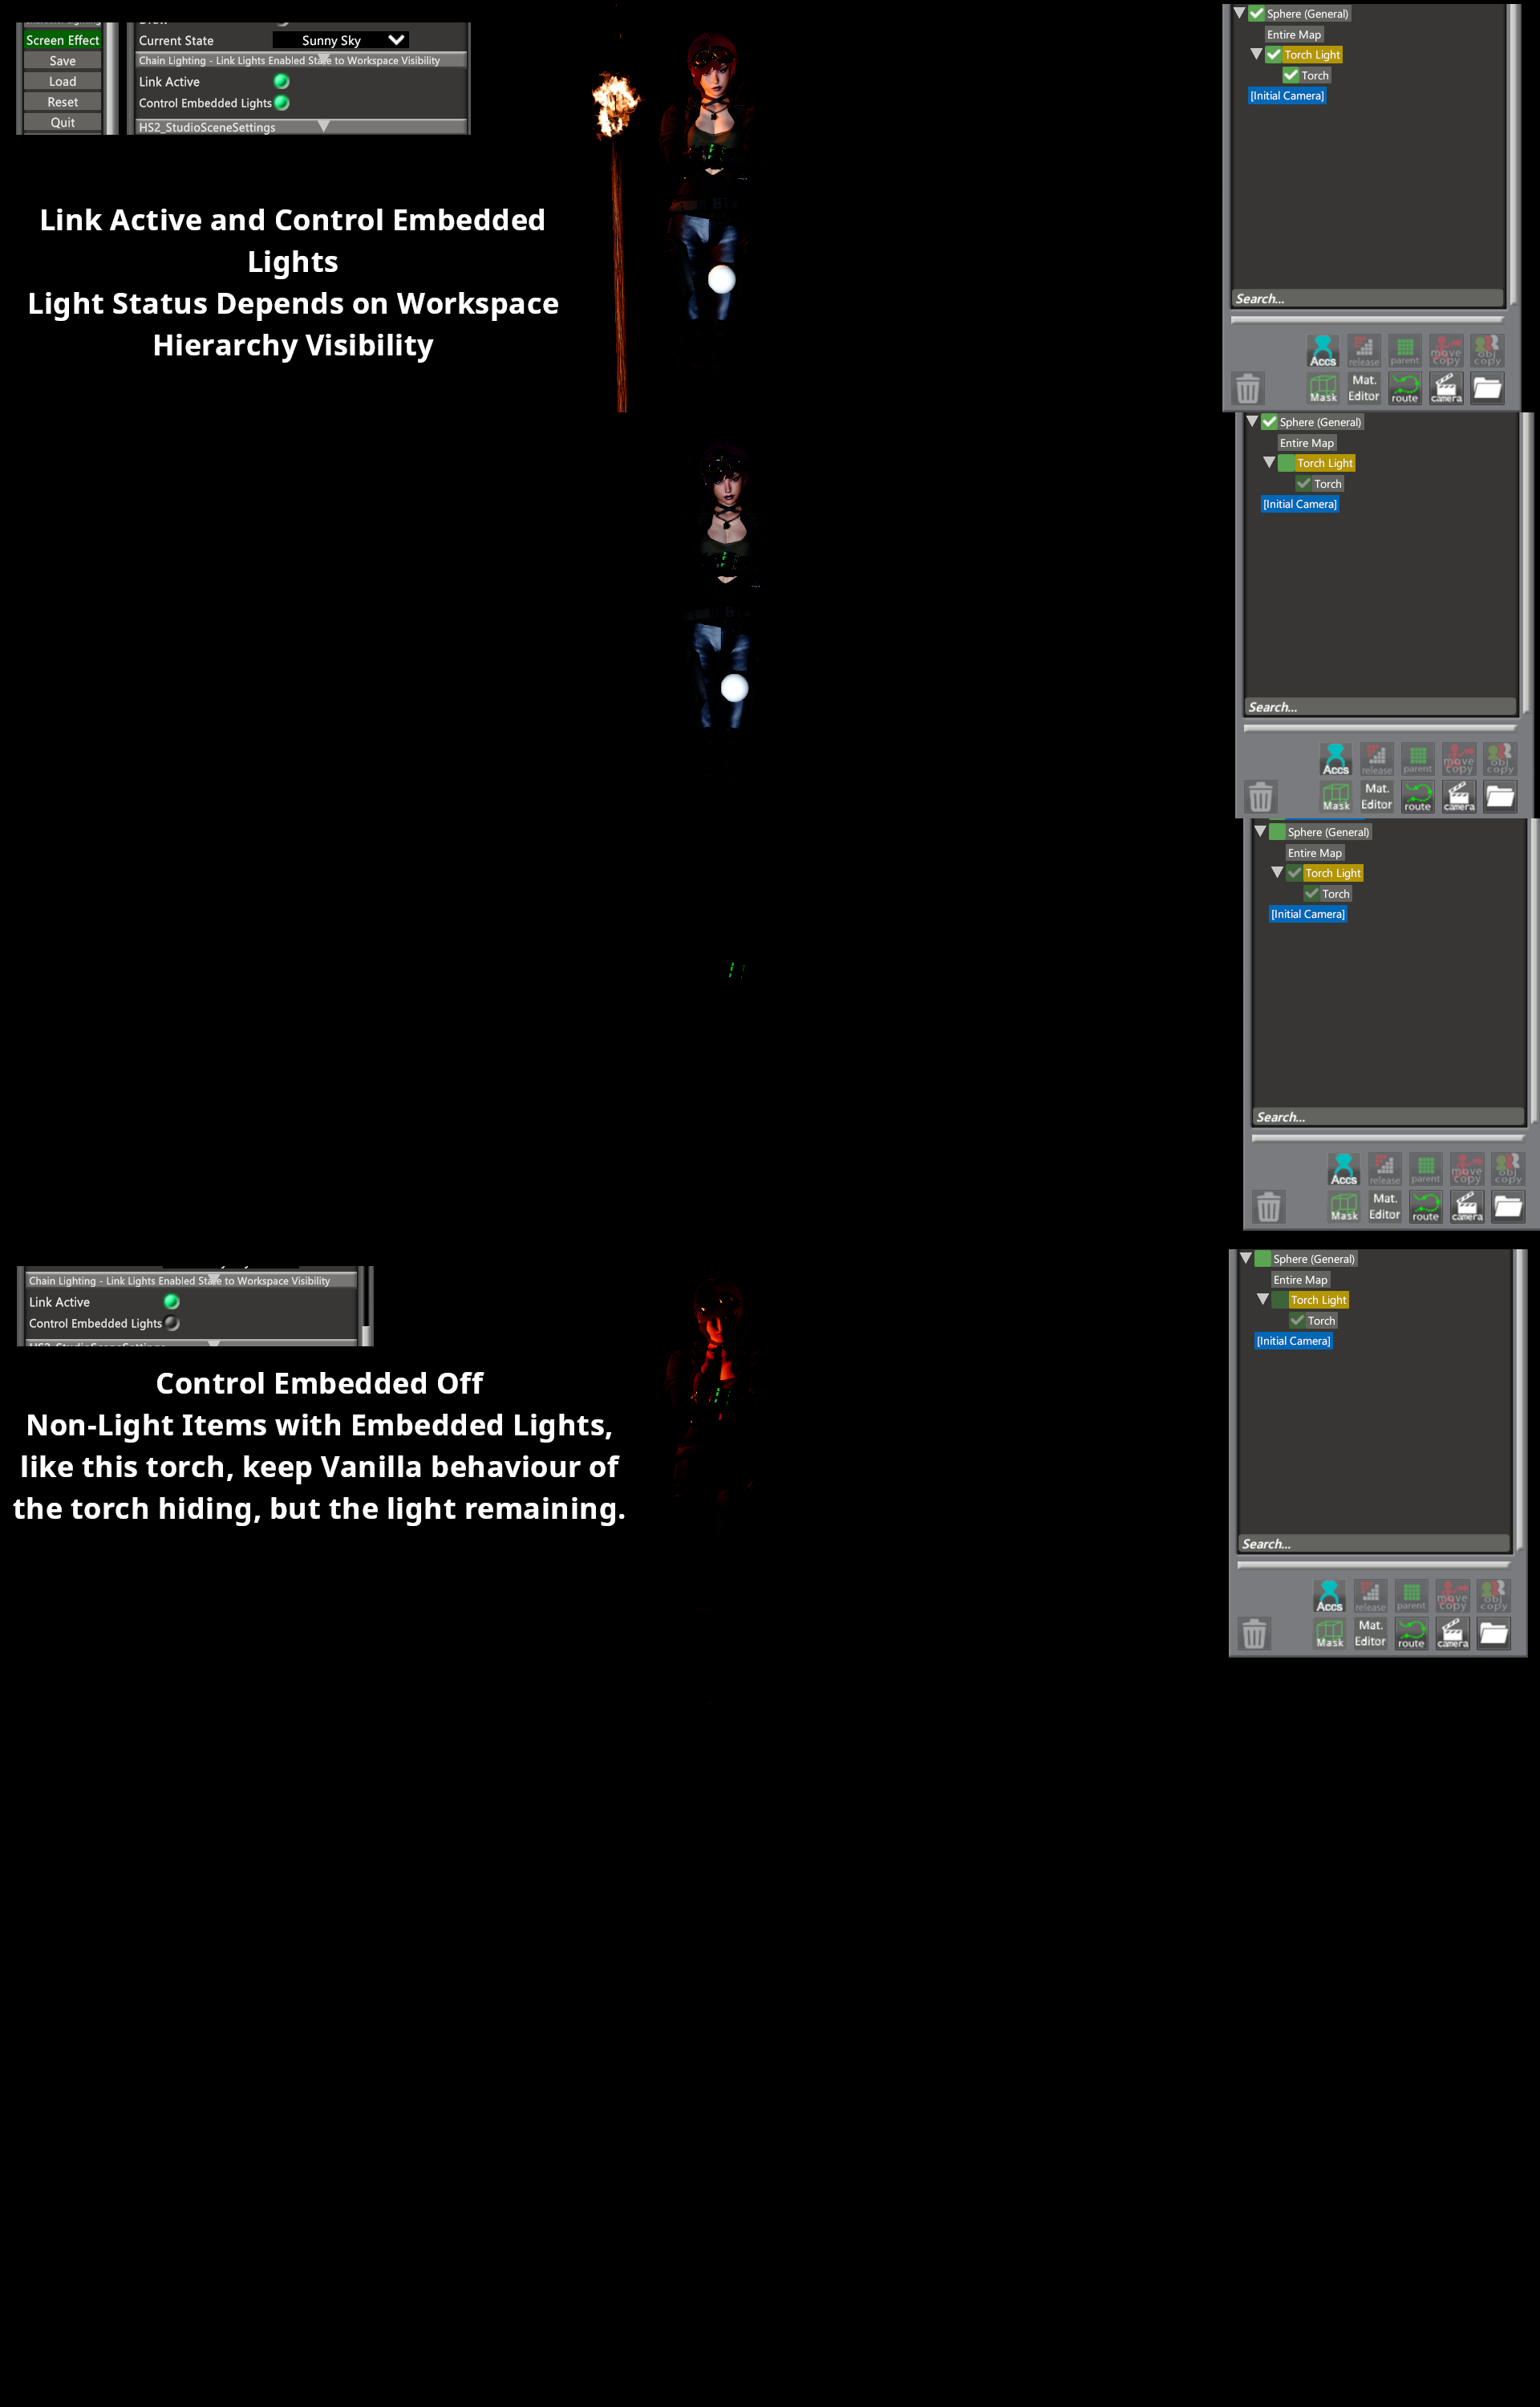 Screen Effect
Save
Load
Reset
Quit
Current State
Sunny Sky
Chain Lighting - Link Lights Enabled State to Workspace Visibility
Link Active
Control Embedded Lights
HS2_StudioSceneSettings
Link Active and Control Embedded
Lights
Light Status Depends on Workspace
Hierarchy Visibility
Sphere (General)
Entire Map
Torch Light
Torch
[Initial Camera]
Search...
Accs
release
parent
move copy
obj copy
Mask
Mat. Editor
route
camera
Sphere (General)
Entire Map
Torch Light
Torch
[Initial Camera]
Search...
Accs
release
parent
move copy
obj copy
Mask
Mat. Editor
route
camera
Sphere (General)
Entire Map
Torch Light
Torch
[Initial Camera]
Search...
Accs
release
parent
move copy
obj copy
Mask
Mat. Editor
route
camera
Chain Lighting - Link Lights Enabled State to Workspace Visibility
Link Active
Control Embedded Lights
Control Embedded Off
Non-Light Items with Embedded Lights,
like this torch, keep Vanilla behaviour of
the torch hiding, but the light remaining.
Sphere (General)
Entire Map
Torch Light
Torch
[Initial Camera]
Search...
Accs
release
parent
move copy
obj copy
Mask
Mat. Editor
route
camera